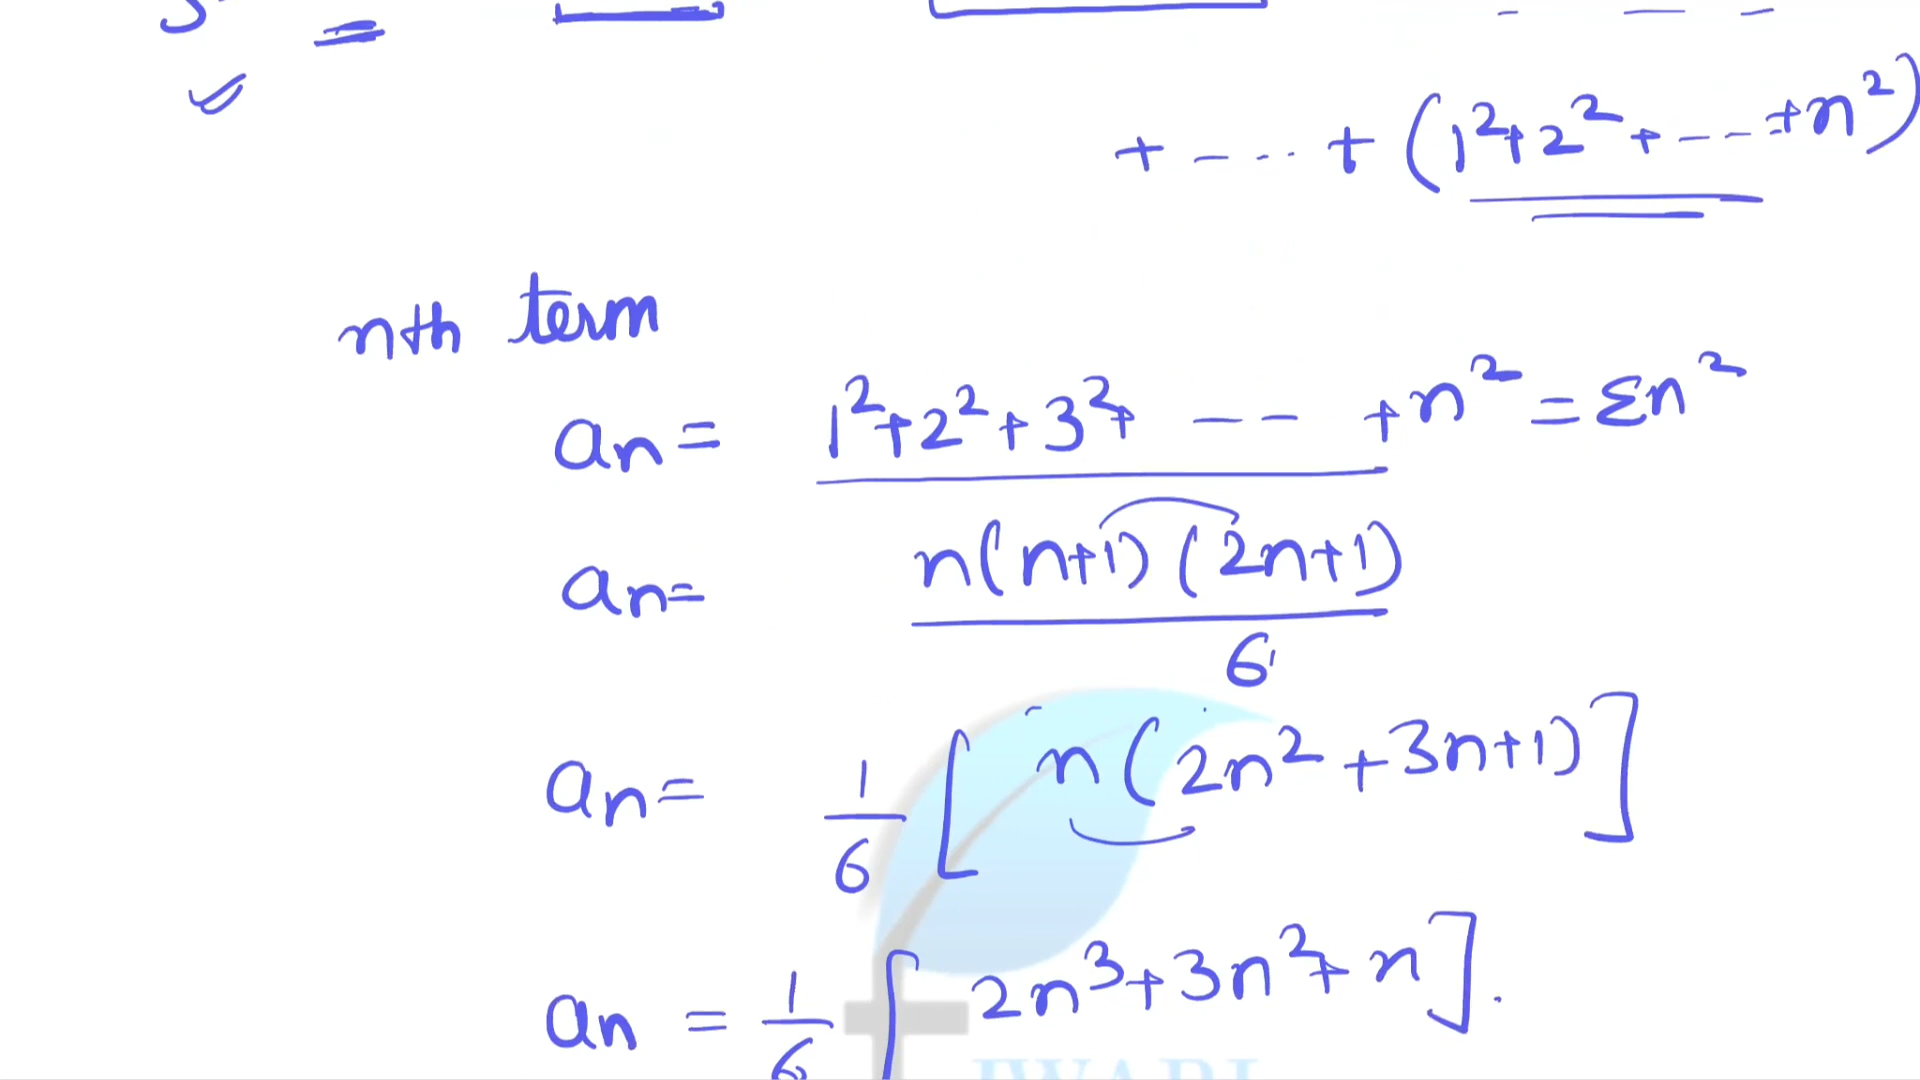 + - - - - + (1²+2²+ - - - +n²)
nth term
an = 1²+2²+3²+ - - +n² = Σn²
an = n(n+1)(2n+1)
6
an = 1/6 [ n(2n²+3n+1) ]
an = 1/6 [ 2n³+3n²+n ].